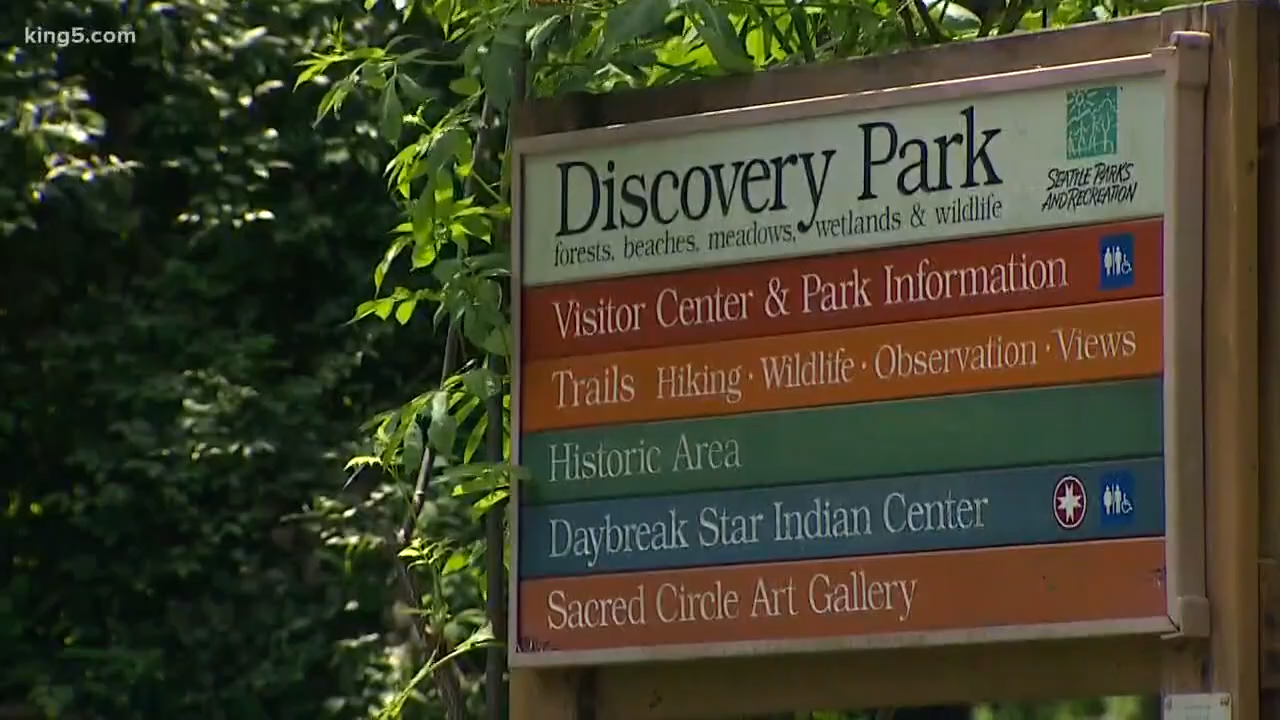 king5.com
Discovery Park
forests, beaches, meadows, wetlands & wildlife
SEATTLE PARKS
AND RECREATION
Visitor Center & Park Information
Trails Hiking · Wildlife · Observation · Views
Historic Area
Daybreak Star Indian Center
Sacred Circle Art Gallery